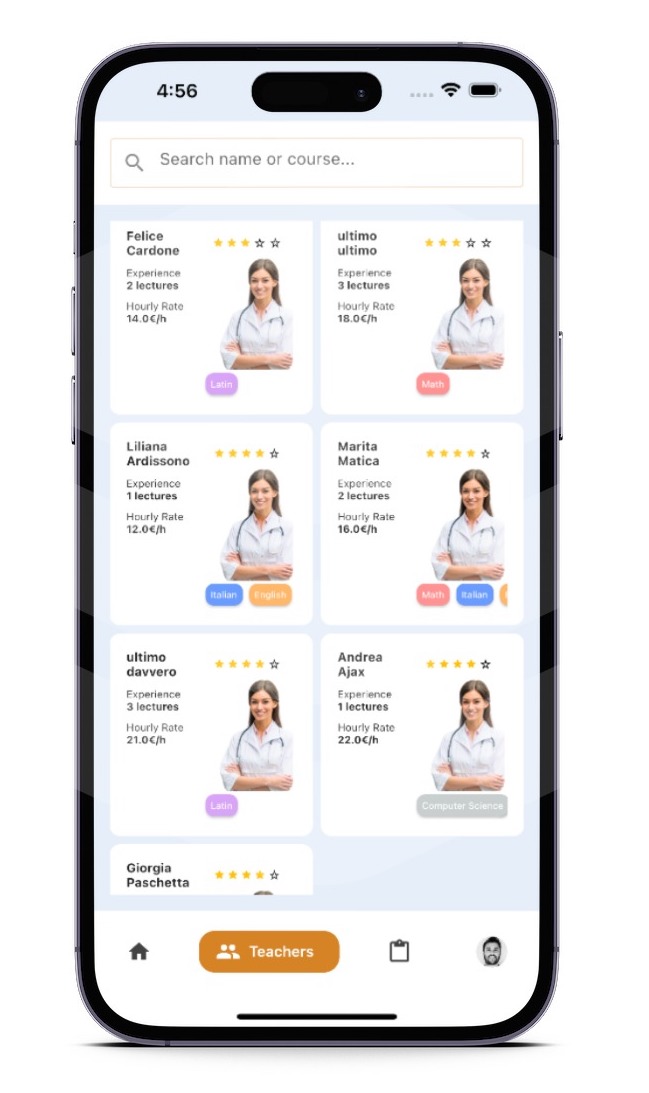 4:56
Search name or course...
Felice
Cardone
Experience
2 lectures
Hourly Rate
14.0€/h
Latin
ultimo
ultimo
Experience
3 lectures
Hourly Rate
18.0€/h
Math
Liliana
Ardissono
Experience
1 lectures
Hourly Rate
12.0€/h
Italian English
Marita
Matica
Experience
2 lectures
Hourly Rate
16.0€/h
Math Italian
ultimo
davvero
Experience
3 lectures
Hourly Rate
21.0€/h
Latin
Andrea
Ajax
Experience
1 lectures
Hourly Rate
22.0€/h
Computer Science
Giorgia
Paschetta
Teachers